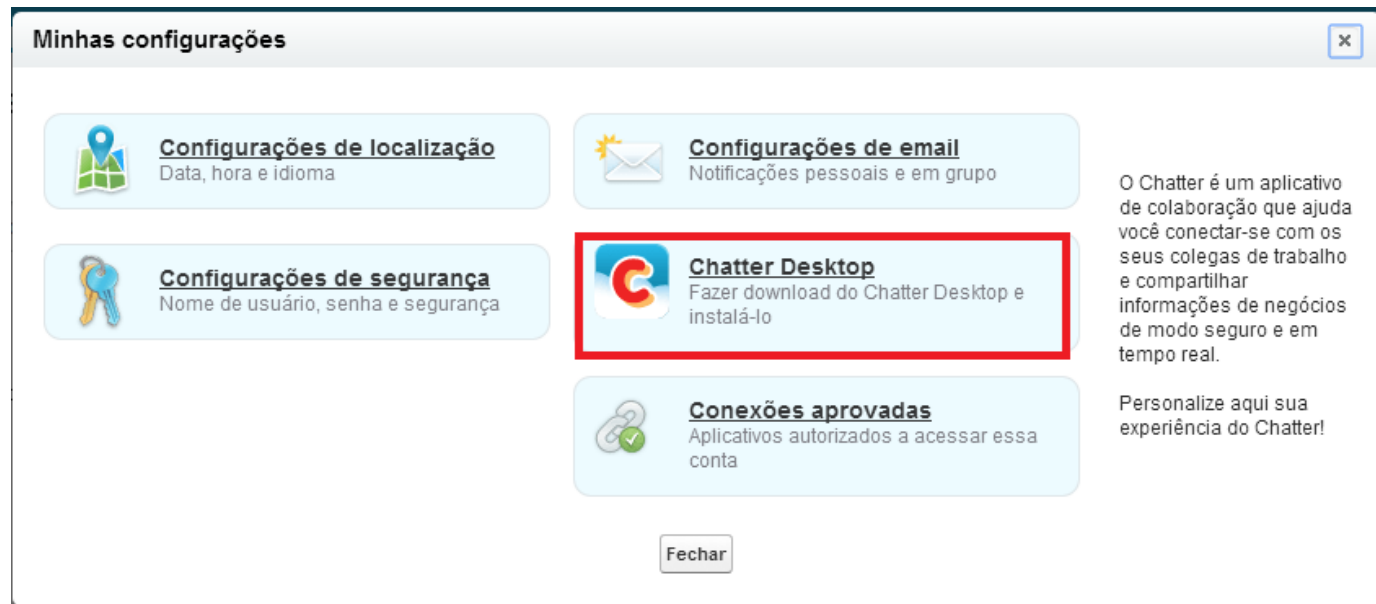 Minhas configurações
Configurações de localização
Data, hora e idioma
Configurações de email
Notificações pessoais e em grupo
Configurações de segurança
Nome de usuário, senha e segurança
Chatter Desktop
Fazer download do Chatter Desktop e
instalá-lo
Conexões aprovadas
Aplicativos autorizados a acessar essa
conta
O Chatter é um aplicativo
de colaboração que ajuda
você conectar-se com os
seus colegas de trabalho
e compartilhar
informações de negócios
de modo seguro e em
tempo real.
Personalize aqui sua
experiência do Chatter!
Fechar